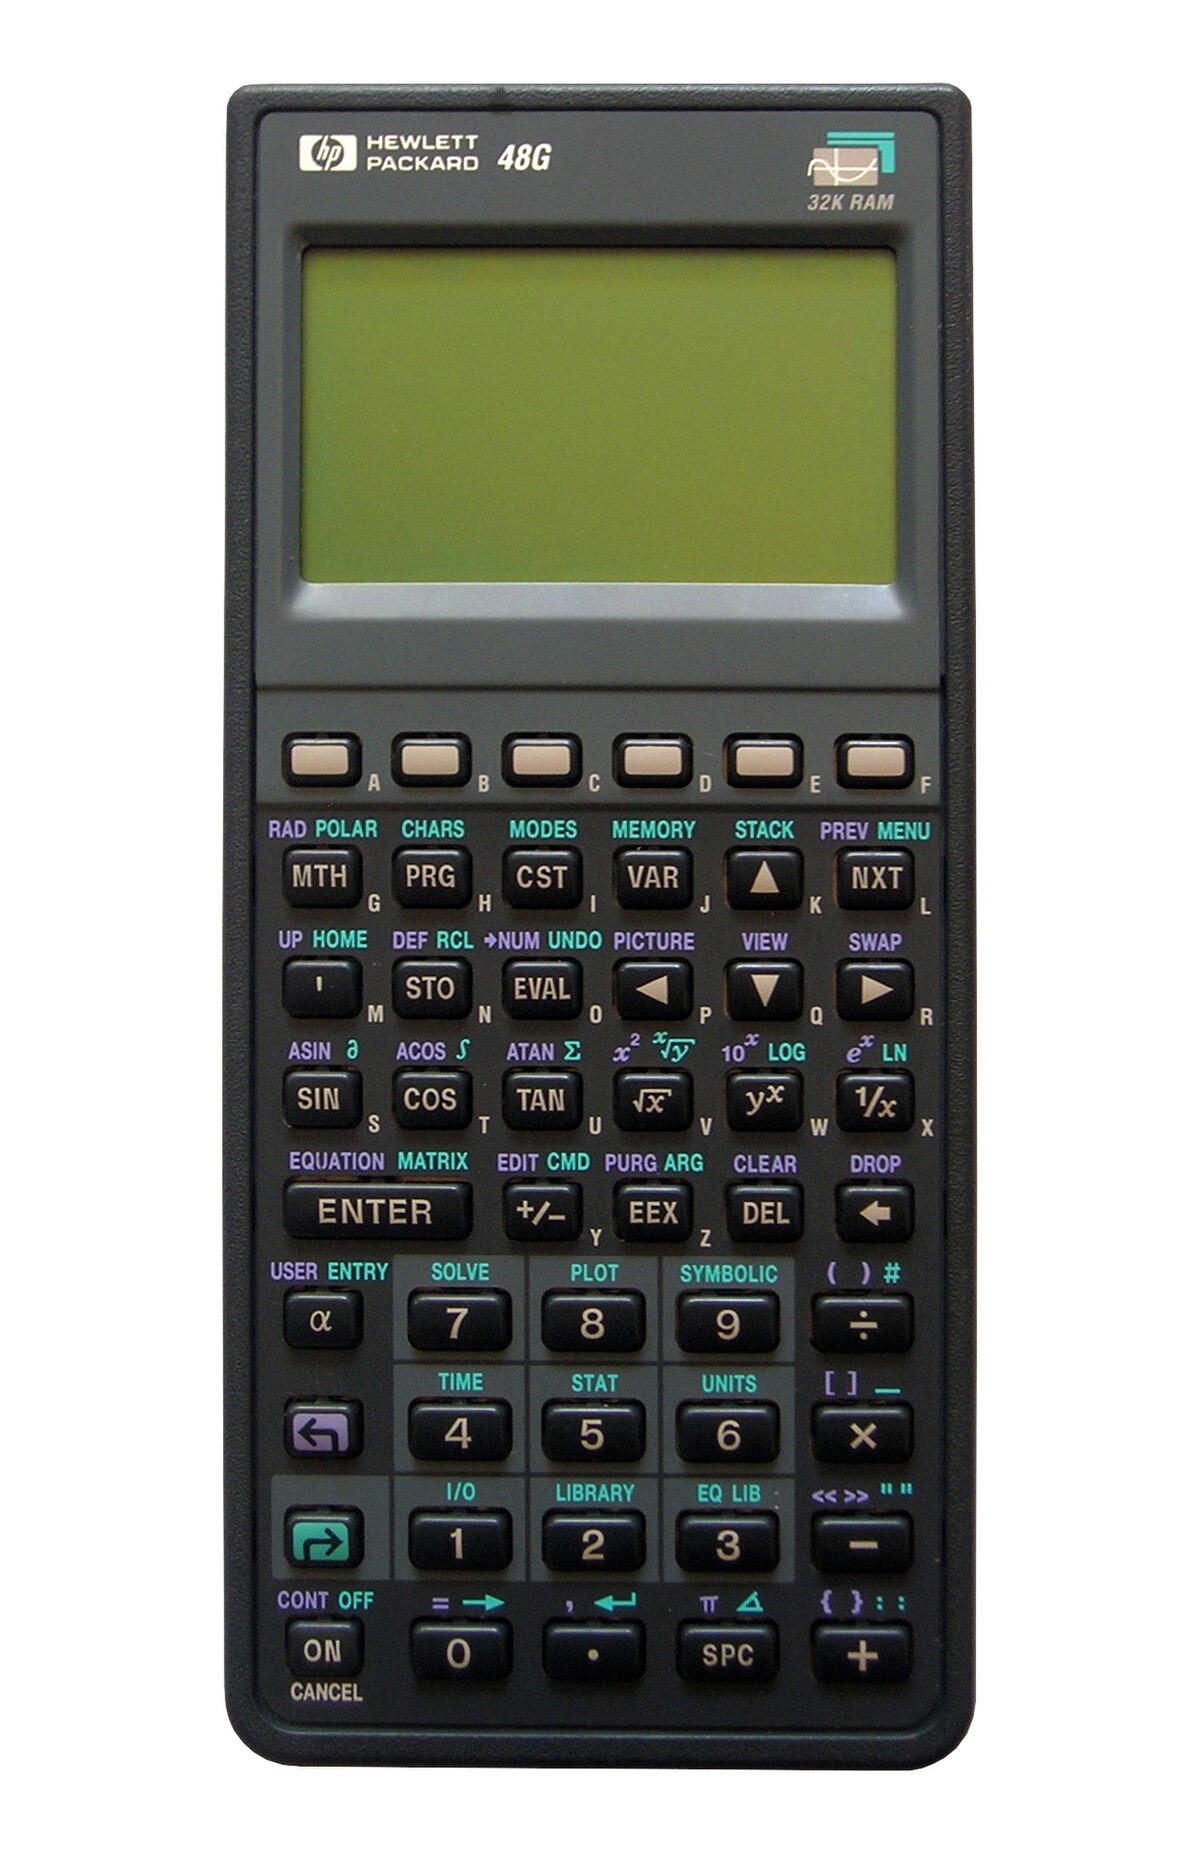 hp HEWLETT PACKARD 48G
32K RAM
A B C D E F
RAD POLAR CHARS MODES MEMORY STACK PREV MENU
MTH G PRG H CST I VAR J ▲ K NXT L
UP HOME DEF RCL →NUM UNDO PICTURE VIEW SWAP
' M STO N EVAL O ◀ P ▼ Q ▶ R
ASIN ∂ ACOS ∫ ATAN Σ x² ˣ√y 10ˣ LOG eˣ LN
SIN S COS T TAN U √x V yˣ W 1/x X
EQUATION MATRIX EDIT CMD PURG ARG CLEAR DROP
ENTER +/− Y EEX Z DEL ←
USER ENTRY SOLVE PLOT SYMBOLIC ( ) #
α 7 8 9 ÷
TIME STAT UNITS [ ] _
↰ 4 5 6 ×
I/O LIBRARY EQ LIB << >> " "
↱ 1 2 3 −
CONT OFF = → , ↵ π ∡ { } : :
ON 0 . SPC +
CANCEL